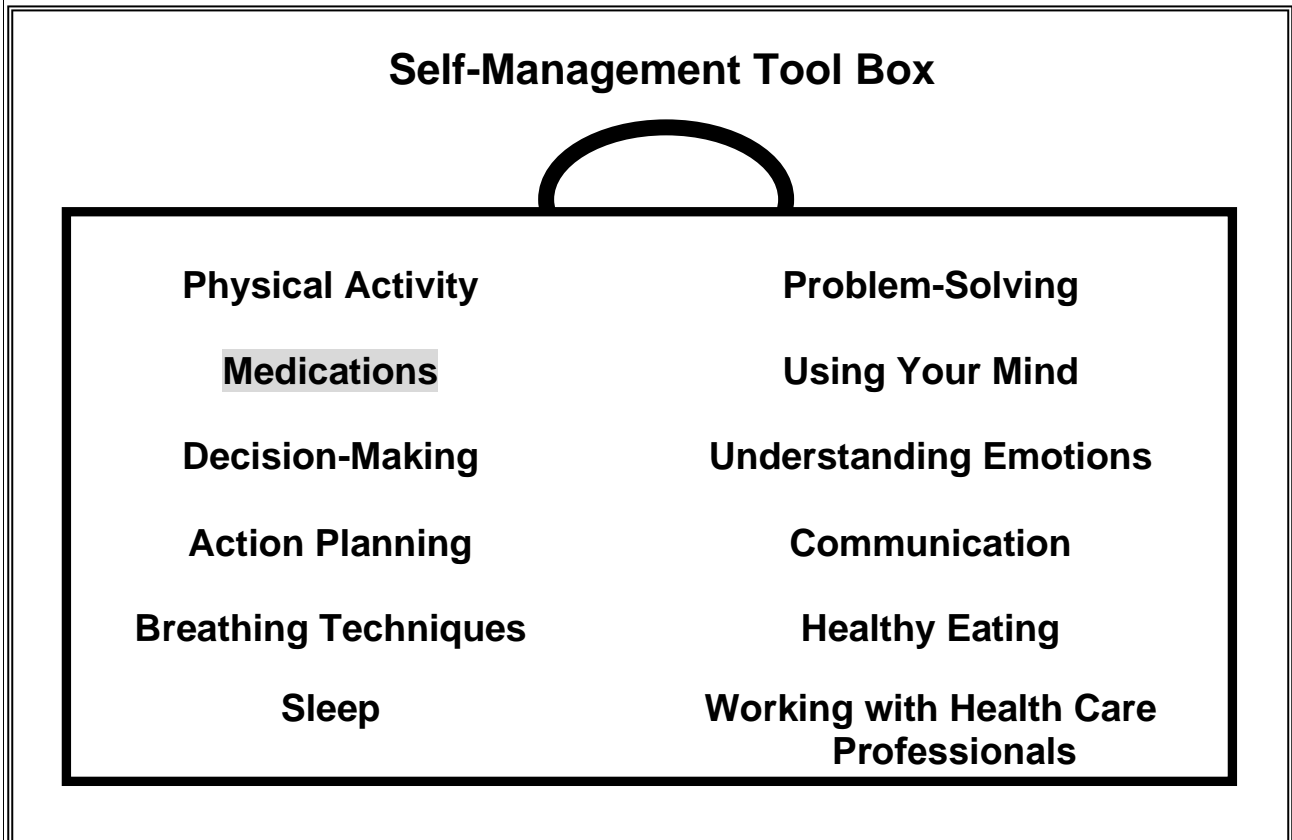 Self-Management Tool Box
Physical Activity
Problem-Solving
Medications
Using Your Mind
Decision-Making
Understanding Emotions
Action Planning
Communication
Breathing Techniques
Healthy Eating
Sleep
Working with Health Care
Professionals